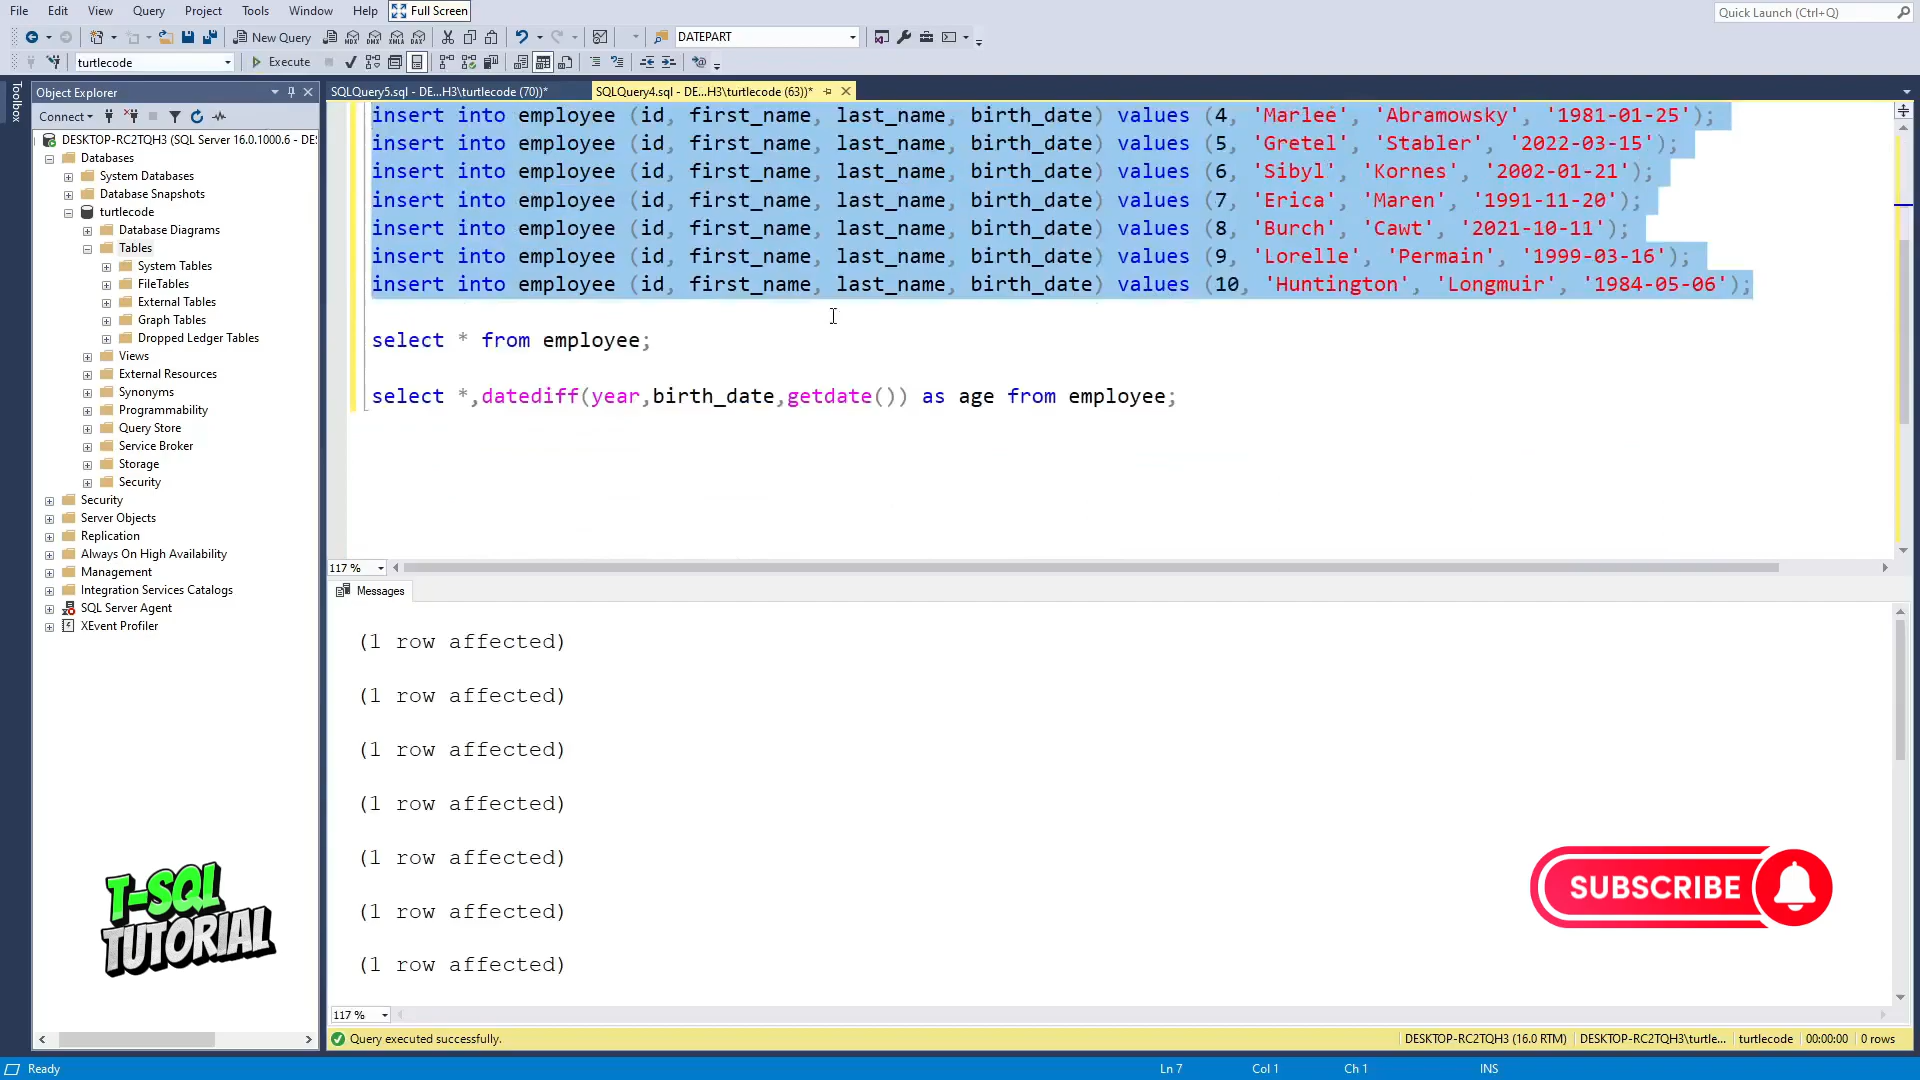 File Edit View Query Project Tools Window Help Full Screen
Quick Launch (Ctrl+Q)
New Query
DATEPART
turtlecode
Execute
Toolbox
Object Explorer
Connect
DESKTOP-RC2TQH3 (SQL Server 16.0.1000.6 - DES
Databases
System Databases
Database Snapshots
turtlecode
Database Diagrams
Tables
System Tables
FileTables
External Tables
Graph Tables
Dropped Ledger Tables
Views
External Resources
Synonyms
Programmability
Query Store
Service Broker
Storage
Security
Security
Server Objects
Replication
Always On High Availability
Management
Integration Services Catalogs
SQL Server Agent
XEvent Profiler
T-SQL
TUTORIAL
SQLQuery5.sql - DE...H3\turtlecode (70))*
SQLQuery4.sql - DE...H3\turtlecode (63))*
insert into employee (id, first_name, last_name, birth_date) values (4, 'Marlee', 'Abramowsky', '1981-01-25');
insert into employee (id, first_name, last_name, birth_date) values (5, 'Gretel', 'Stabler', '2022-03-15');
insert into employee (id, first_name, last_name, birth_date) values (6, 'Sibyl', 'Kornes', '2002-01-21');
insert into employee (id, first_name, last_name, birth_date) values (7, 'Erica', 'Maren', '1991-11-20');
insert into employee (id, first_name, last_name, birth_date) values (8, 'Burch', 'Cawt', '2021-10-11');
insert into employee (id, first_name, last_name, birth_date) values (9, 'Lorelle', 'Permain', '1999-03-16');
insert into employee (id, first_name, last_name, birth_date) values (10, 'Huntington', 'Longmuir', '1984-05-06');
select * from employee;
select *,datediff(year,birth_date,getdate()) as age from employee;
117 %
Messages
(1 row affected)
(1 row affected)
(1 row affected)
(1 row affected)
(1 row affected)
(1 row affected)
(1 row affected)
SUBSCRIBE
117 %
Query executed successfully.
DESKTOP-RC2TQH3 (16.0 RTM) DESKTOP-RC2TQH3\turtle... turtlecode 00:00:00 0 rows
Ready
Ln 7 Col 1 Ch 1 INS